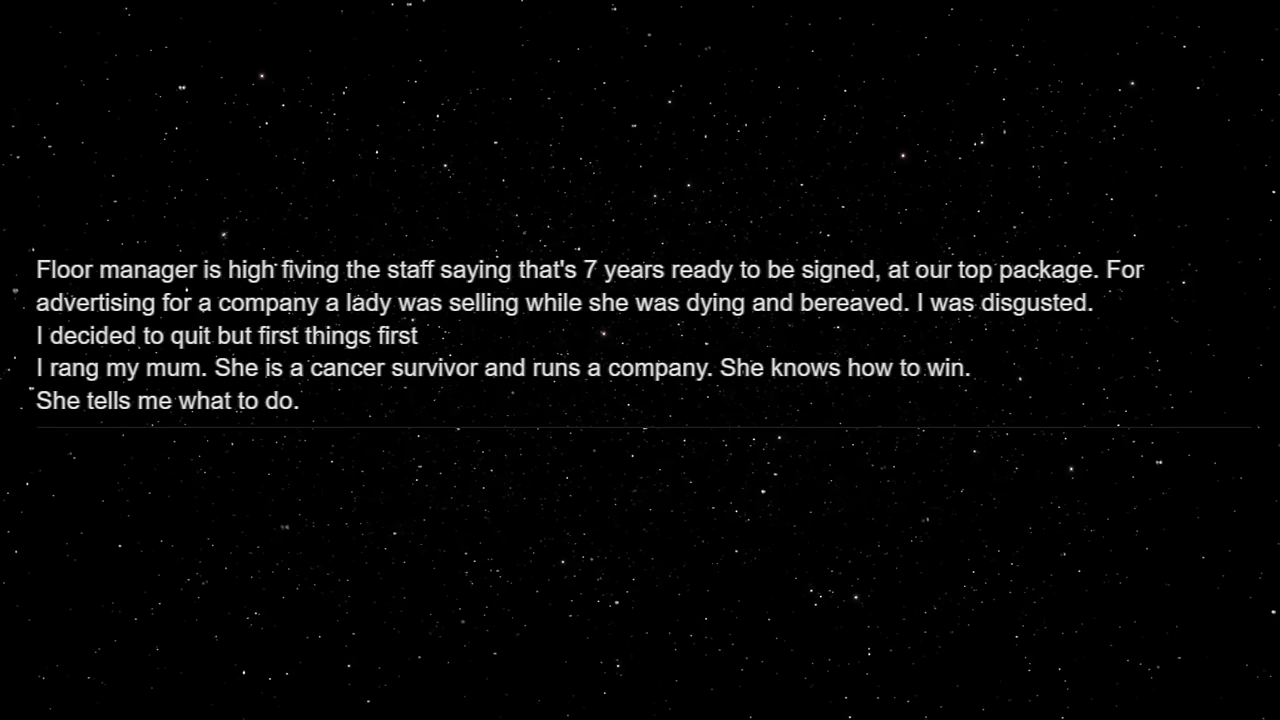 Floor manager is high fiving the staff saying that's 7 years ready to be signed, at our top package. For
advertising for a company a lady was selling while she was dying and bereaved. I was disgusted.
I decided to quit but first things first
I rang my mum. She is a cancer survivor and runs a company. She knows how to win.
She tells me what to do.